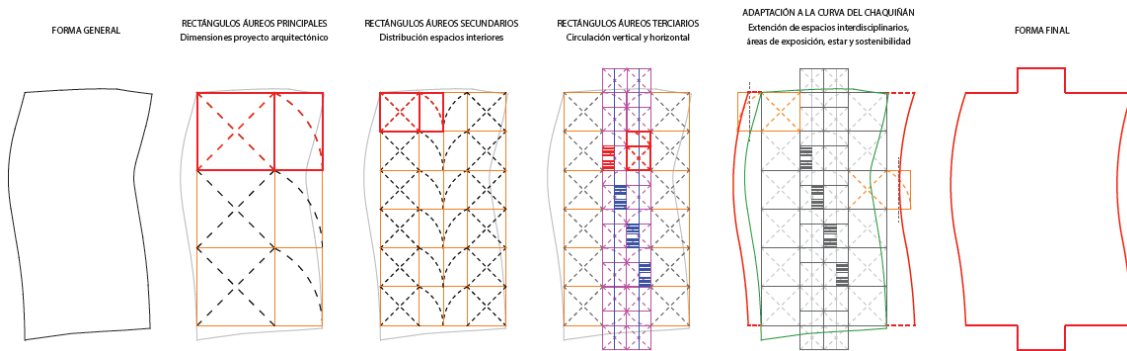 FORMA GENERAL
RECTÁNGULOS ÁUREOS PRINCIPALES
Dimensiones proyecto arquitectónico
RECTÁNGULOS ÁUREOS SECUNDARIOS
Distribución espacios interiores
RECTÁNGULOS ÁUREOS TERCIARIOS
Circulación vertical y horizontal
ADAPTACIÓN A LA CURVA DEL CHAQUIÑÁN
Extención de espacios interdisciplinarios,
áreas de exposición, estar y sostenibilidad
FORMA FINAL